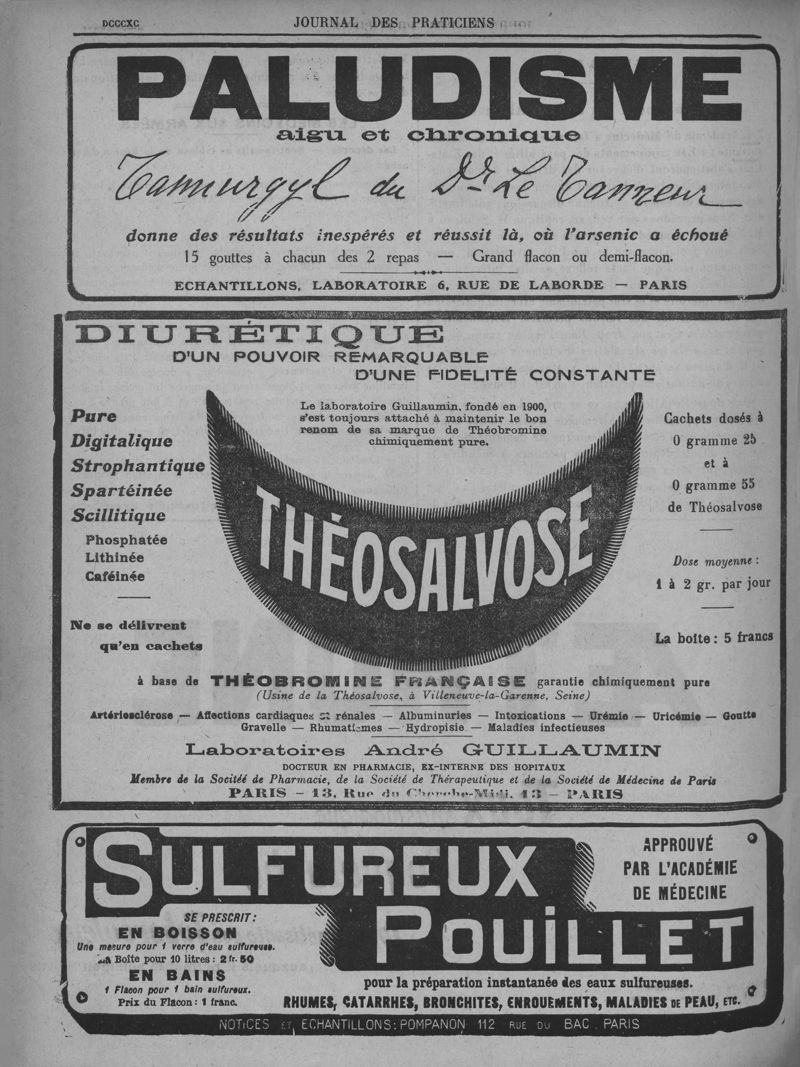 DCCCXC
JOURNAL DES PRATICIENS
PALUDISME
aigu et chronique
Tannurgyl du Dr Le Tanneur
donne des résultats inespérés et réussit là, où l'arsenic a échoué
15 gouttes à chacun des 2 repas — Grand flacon ou demi-flacon.
ECHANTILLONS, LABORATOIRE 6, RUE DE LABORDE — PARIS
DIURÉTIQUE
D'UN POUVOIR REMARQUABLE
D'UNE FIDELITÉ CONSTANTE
Le laboratoire Guillaumin, fondé en 1900,
s'est toujours attaché à maintenir le bon
renom de sa marque de Théobromine
chimiquement pure.
Pure
Digitalique
Strophantique
Spartéinée
Scillitique
Phosphatée
Lithinée
Caféinée
Ne se délivrent
qu'en cachets
THÉOSALVOSE
Cachets dosés à
0 gramme 25
et à
0 gramme 55
de Théosalvose
Dose moyenne :
1 à 2 gr. par jour
La boîte : 5 francs
à base de THÉOBROMINE FRANÇAISE garantie chimiquement pure
(Usine de la Théosalvose, à Villeneuve-la-Garenne, Seine)
Artériosclérose — Affections cardiaques et rénales — Albuminuries — Intoxications — Urémie — Uricémie — Goutte
Gravelle — Rhumatismes — Hydropisie — Maladies infectieuses
Laboratoires André GUILLAUMIN
DOCTEUR EN PHARMACIE, EX-INTERNE DES HOPITAUX
Membre de la Socitéé de Pharmacie, de la Société de Thérapeutique et de la Société de Médecine de Paris
PARIS — 13, Rue du Cherche-Midi, 13 — PARIS
SULFUREUX
POUILLET
APPROUVÉ
PAR L'ACADÉMIE
DE MÉDECINE
SE PRESCRIT :
EN BOISSON
Une mesure pour 1 verre d'eau sulfureuse.
La Boîte pour 10 litres : 2 fr. 50
EN BAINS
1 Flacon pour 1 bain sulfureux.
Prix du Flacon : 1 franc.
pour la préparation instantanée des eaux sulfureuses.
RHUMES, CATARRHES, BRONCHITES, ENROUEMENTS, MALADIES DE PEAU, ETC.
NOTICES ET ECHANTILLONS : POMPANON 112 RUE DU BAC . PARIS